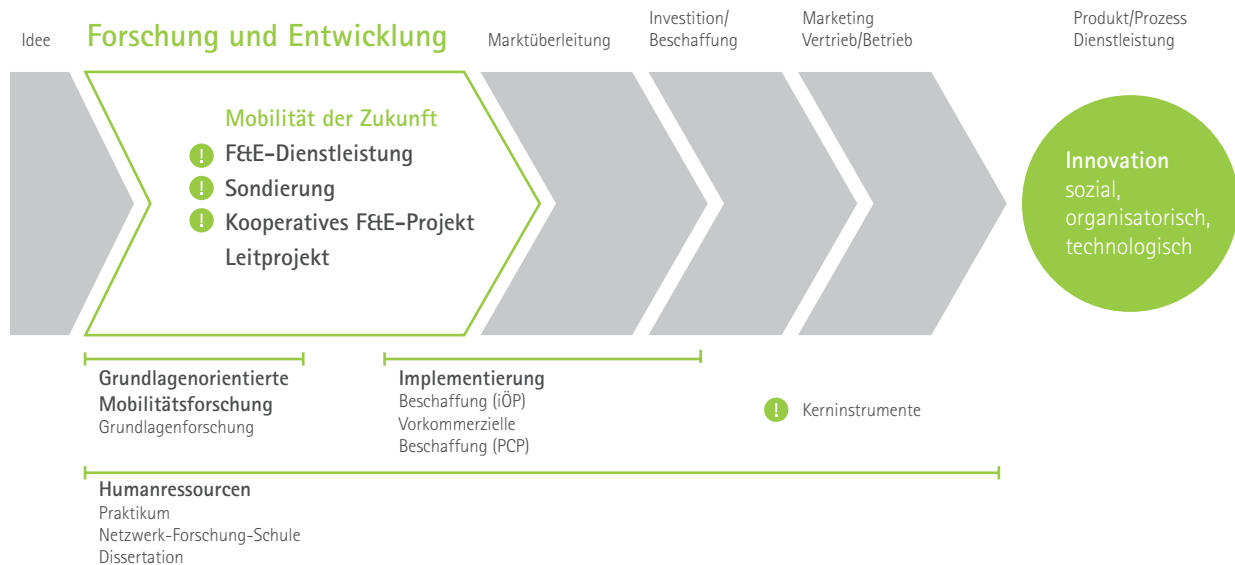 Idee
Forschung und Entwicklung
Marktüberleitung
Investition/
Beschaffung
Marketing
Vertrieb/Betrieb
Produkt/Prozess
Dienstleistung
Mobilität der Zukunft
! F&E-Dienstleistung
! Sondierung
! Kooperatives F&E-Projekt
Leitprojekt
Innovation
sozial,
organisatorisch,
technologisch
Grundlagenorientierte
Mobilitätsforschung
Grundlagenforschung
Implementierung
Beschaffung (iÖP)
Vorkommerzielle
Beschaffung (PCP)
! Kerninstrumente
Humanressourcen
Praktikum
Netzwerk-Forschung-Schule
Dissertation